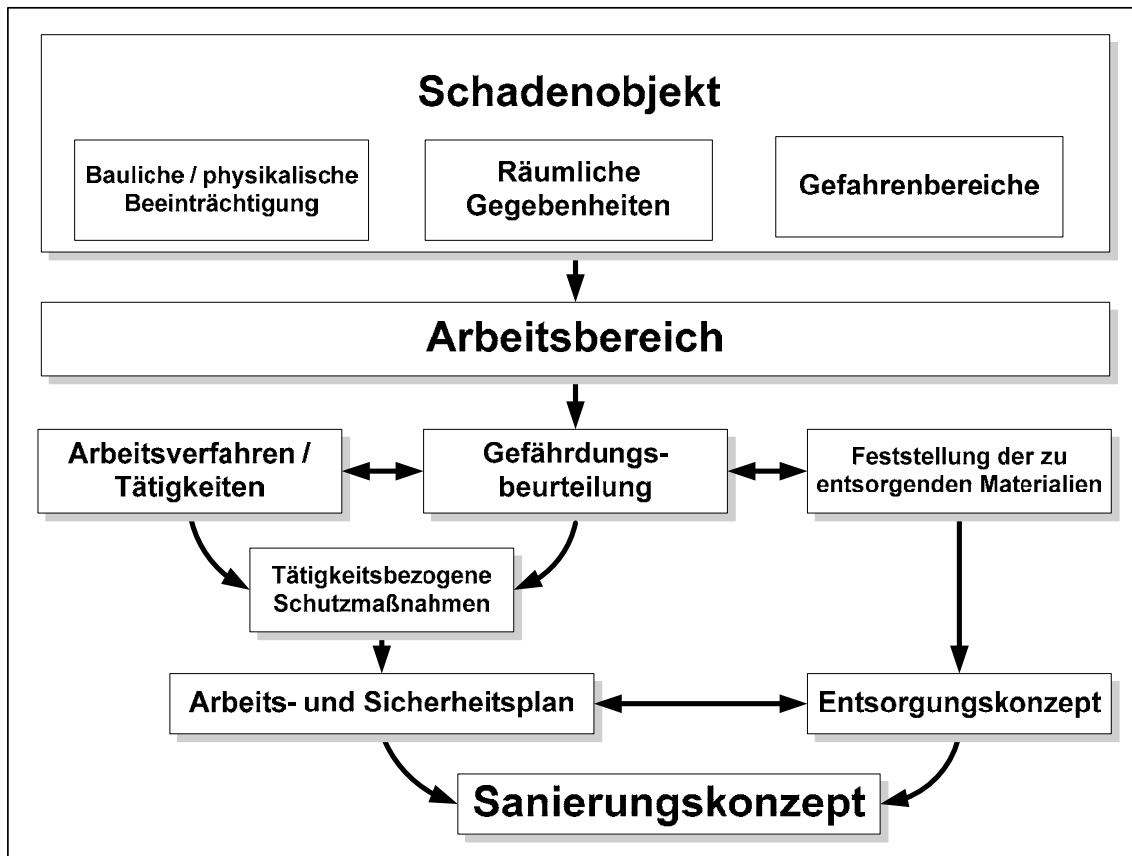 Schadenobjekt
Bauliche / physikalische
Beeinträchtigung
Räumliche
Gegebenheiten
Gefahrenbereiche
Arbeitsbereich
Arbeitsverfahren /
Tätigkeiten
Gefährdungs-
beurteilung
Feststellung der zu
entsorgenden Materialien
Tätigkeitsbezogene
Schutzmaßnahmen
Arbeits- und Sicherheitsplan
Entsorgungskonzept
Sanierungskonzept